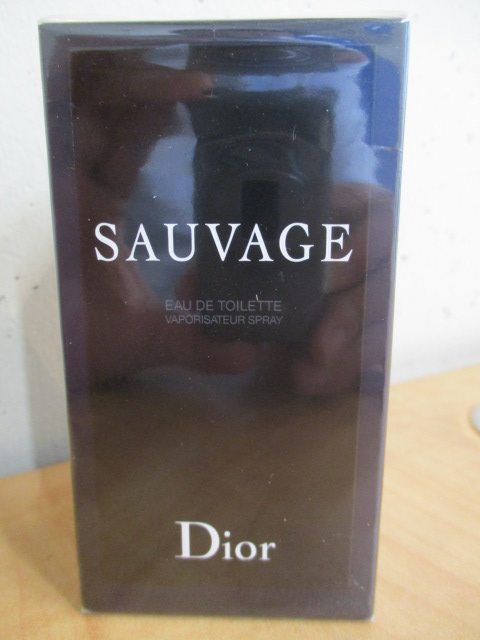 SAUVAGE
EAU DE TOILETTE
VAPORISATEUR SPRAY
Dior